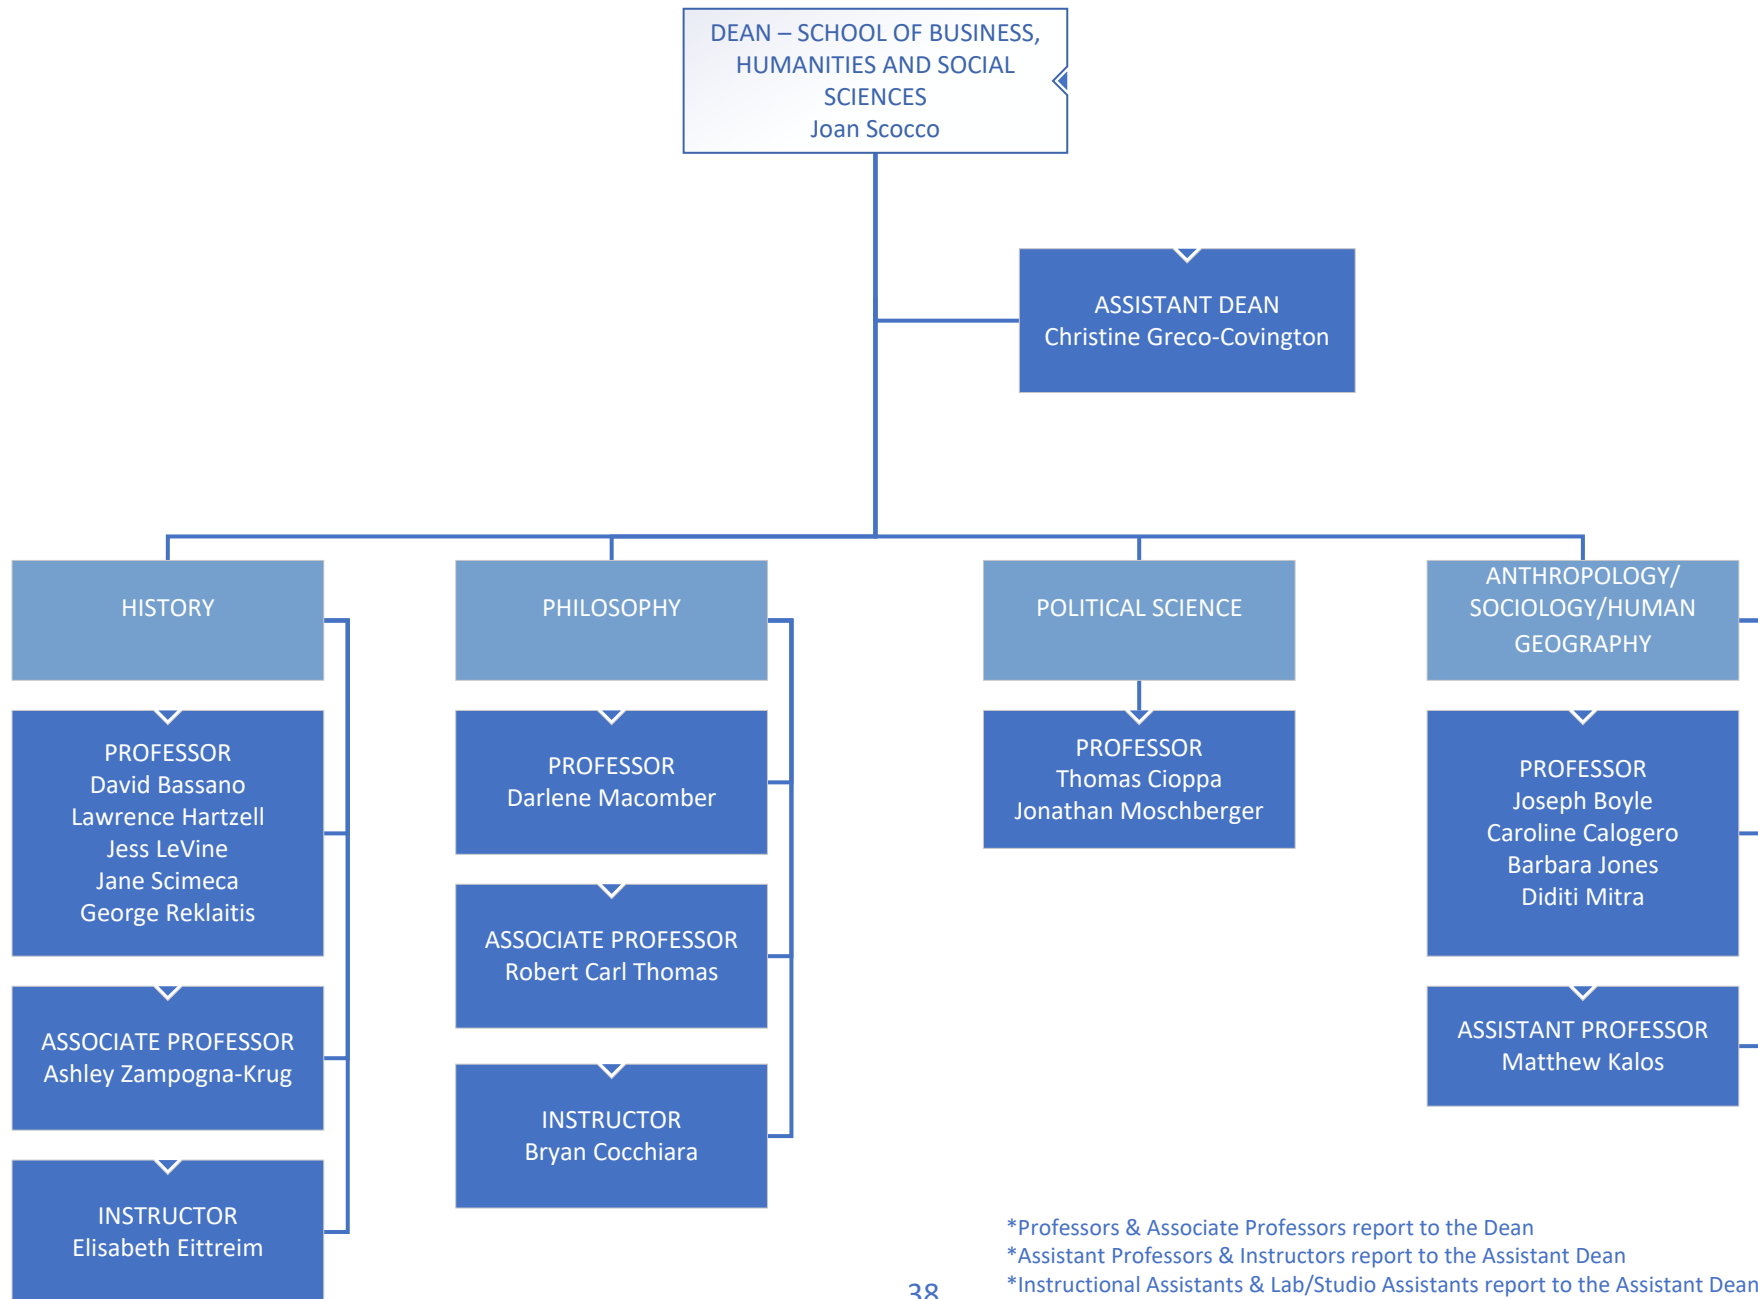 DEAN – SCHOOL OF BUSINESS,
HUMANITIES AND SOCIAL
SCIENCES
Joan Scocco
ASSISTANT DEAN
Christine Greco-Covington
HISTORY
PROFESSOR
David Bassano
Lawrence Hartzell
Jess LeVine
Jane Scimeca
George Reklaitis
ASSOCIATE PROFESSOR
Ashley Zampogna-Krug
INSTRUCTOR
Elisabeth Eittreim
PHILOSOPHY
PROFESSOR
Darlene Macomber
ASSOCIATE PROFESSOR
Robert Carl Thomas
INSTRUCTOR
Bryan Cocchiara
POLITICAL SCIENCE
PROFESSOR
Thomas Cioppa
Jonathan Moschberger
ANTHROPOLOGY/
SOCIOLOGY/HUMAN
GEOGRAPHY
PROFESSOR
Joseph Boyle
Caroline Calogero
Barbara Jones
Diditi Mitra
ASSISTANT PROFESSOR
Matthew Kalos
*Professors & Associate Professors report to the Dean
*Assistant Professors & Instructors report to the Assistant Dean
*Instructional Assistants & Lab/Studio Assistants report to the Assistant Dean
38